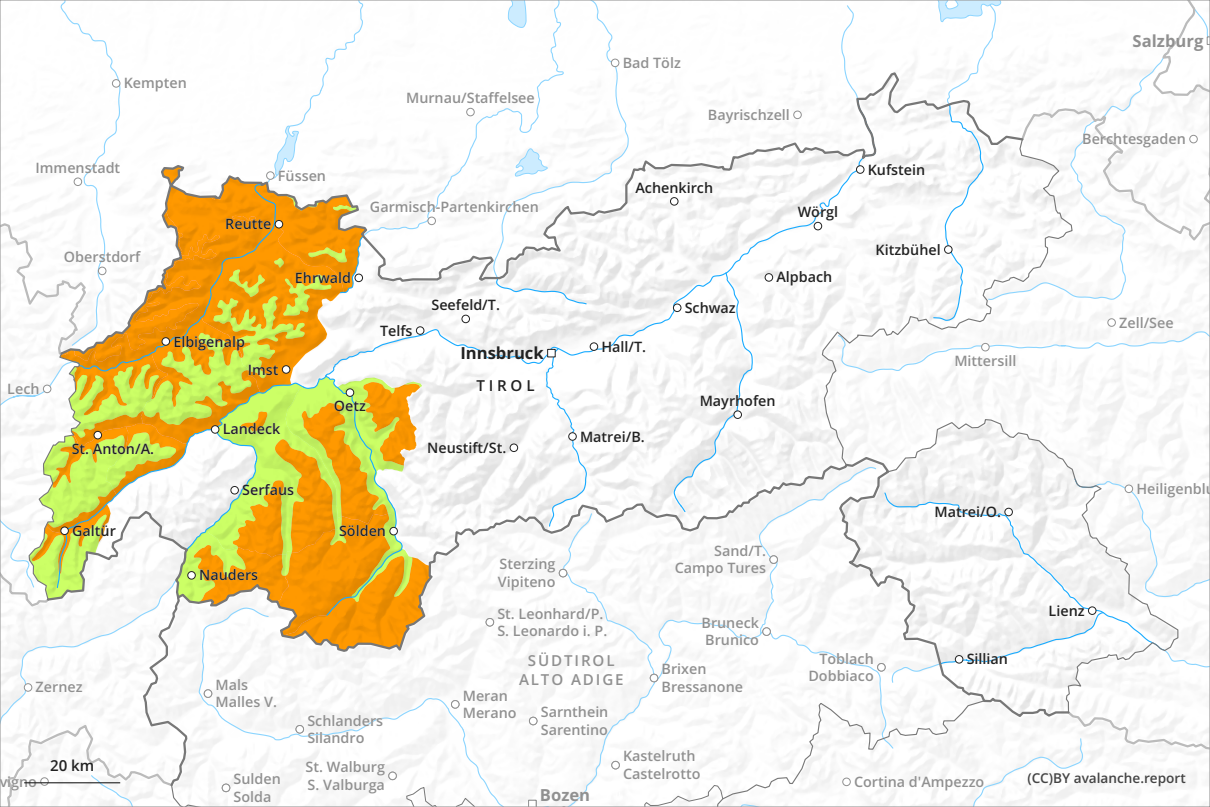 Salzburg
Bad Tölz
Kempten
Murnau/Staffelsee
Bayrischzell
Berchtesgaden
Immenstadt
Füssen
Kufstein
Achenkirch
Garmisch-Partenkirchen
Wörgl
Reutte
Kitzbühel
Oberstdorf
Ehrwald
Alpbach
Seefeld/T.
Schwaz
Zell/See
Telfs
Elbigenalp
Innsbruck
Hall/T.
Mittersill
Imst
TIROL
Lech
Mayrhofen
Oetz
Landeck
Matrei/B.
St. Anton/A.
Neustift/St.
Serfaus
Heiligenblu
Matrei/O.
Galtür
Sölden
Sand/T.
Campo Tures
Sterzing
Vipiteno
Nauders
Lienz
St. Leonhard/P.
S. Leonardo i. P.
Bruneck
Brunico
SÜDTIROL
ALTO ADIGE
Toblach
Dobbiaco
Sillian
Brixen
Bressanone
Zernez
Mals
Malles V.
Meran
Merano
Sarnthein
Sarentino
Schlanders
Silandro
Kastelruth
Castelrotto
20 km
St. Walburg
S. Valburga
vigno
Sulden
Solda
Cortina d'Ampezzo
(CC)BY avalanche.report
Bozen